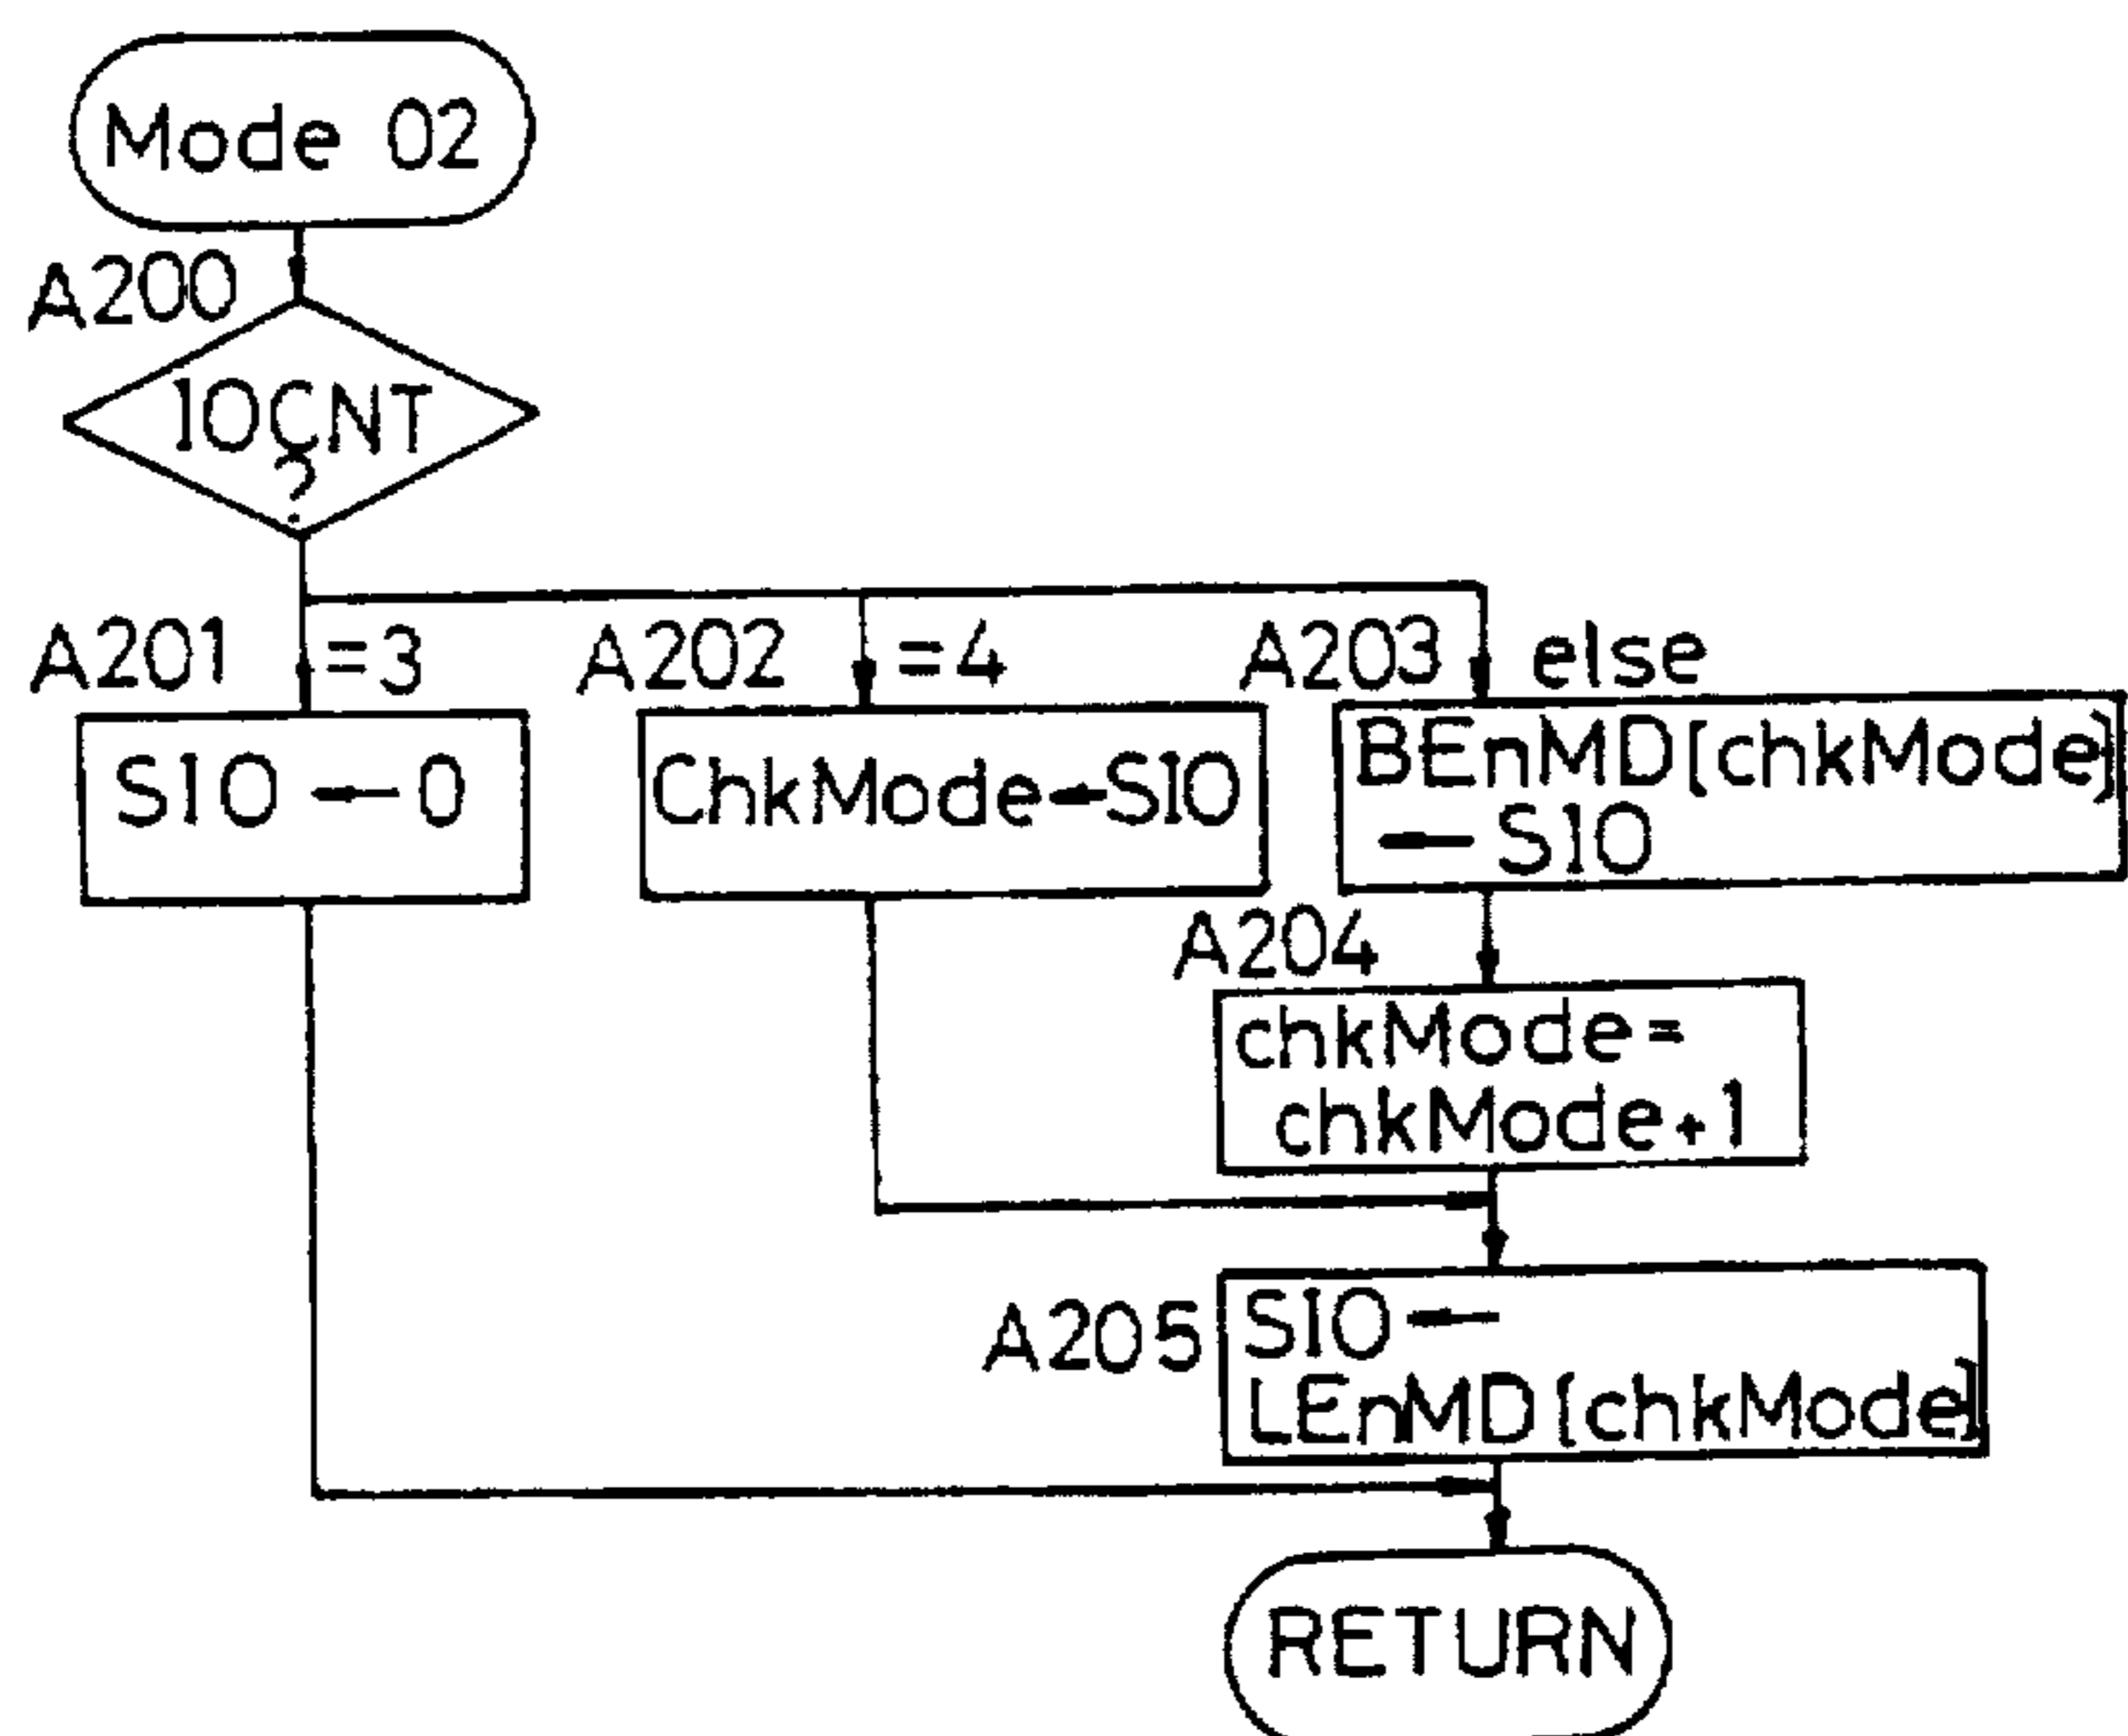 Mode 02
A200
IOCNT
?
A201 =3
A202 =4
A203 else
SIO ← 0
ChkMode←SIO
BEnMD[chkMode]
← SIO
A204
chkMode=
chkMode+1
A205
SIO ←
LEnMD[chkMode]
RETURN